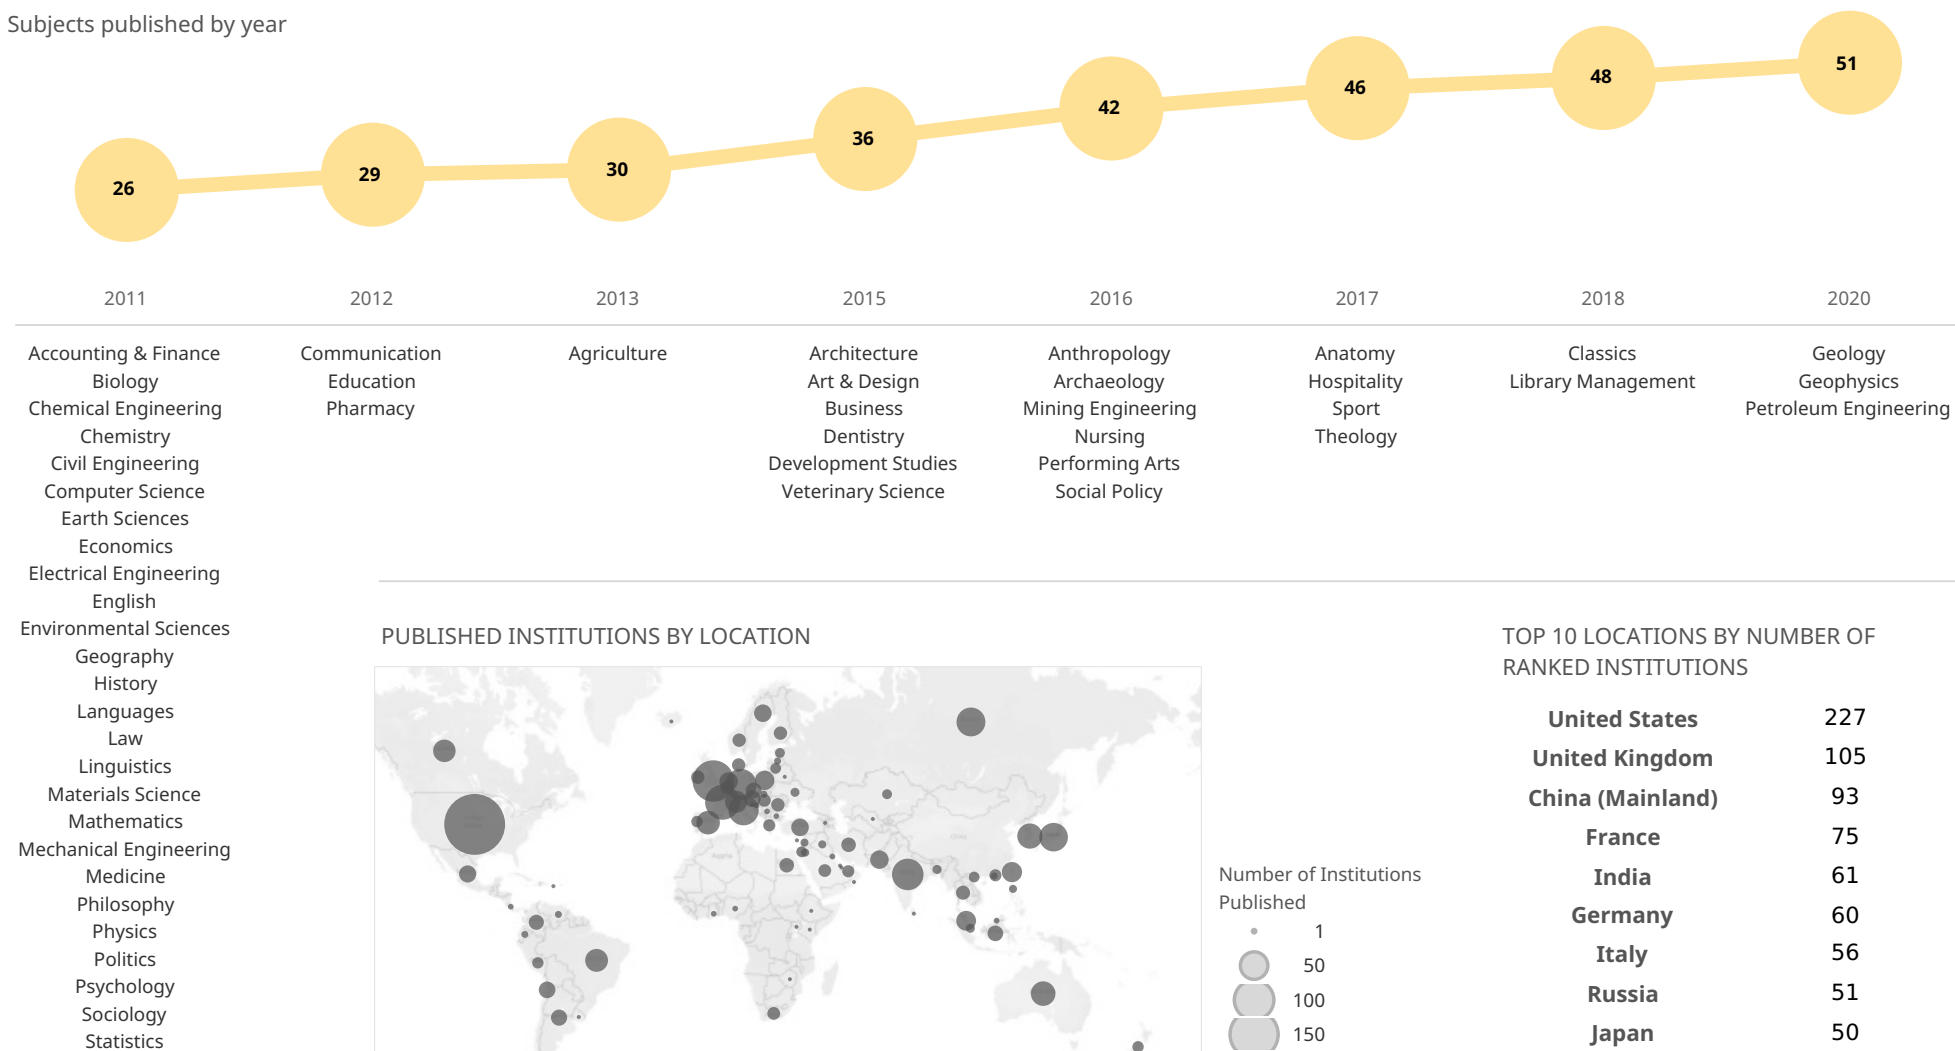 Subjects published by year
26
29
30
36
42
46
48
51
2011
2012
2013
2015
2016
2017
2018
2020
Accounting & Finance
Biology
Chemical Engineering
Chemistry
Civil Engineering
Computer Science
Earth Sciences
Economics
Electrical Engineering
English
Environmental Sciences
Geography
History
Languages
Law
Linguistics
Materials Science
Mathematics
Mechanical Engineering
Medicine
Philosophy
Physics
Politics
Psychology
Sociology
Statistics
Communication
Education
Pharmacy
Agriculture
Architecture
Art & Design
Business
Dentistry
Development Studies
Veterinary Science
Anthropology
Archaeology
Mining Engineering
Nursing
Performing Arts
Social Policy
Anatomy
Hospitality
Sport
Theology
Classics
Library Management
Geology
Geophysics
Petroleum Engineering
PUBLISHED INSTITUTIONS BY LOCATION
Number of Institutions
Published
1
50
100
150
TOP 10 LOCATIONS BY NUMBER OF
RANKED INSTITUTIONS
United States 227
United Kingdom 105
China (Mainland) 93
France 75
India 61
Germany 60
Italy 56
Russia 51
Japan 50